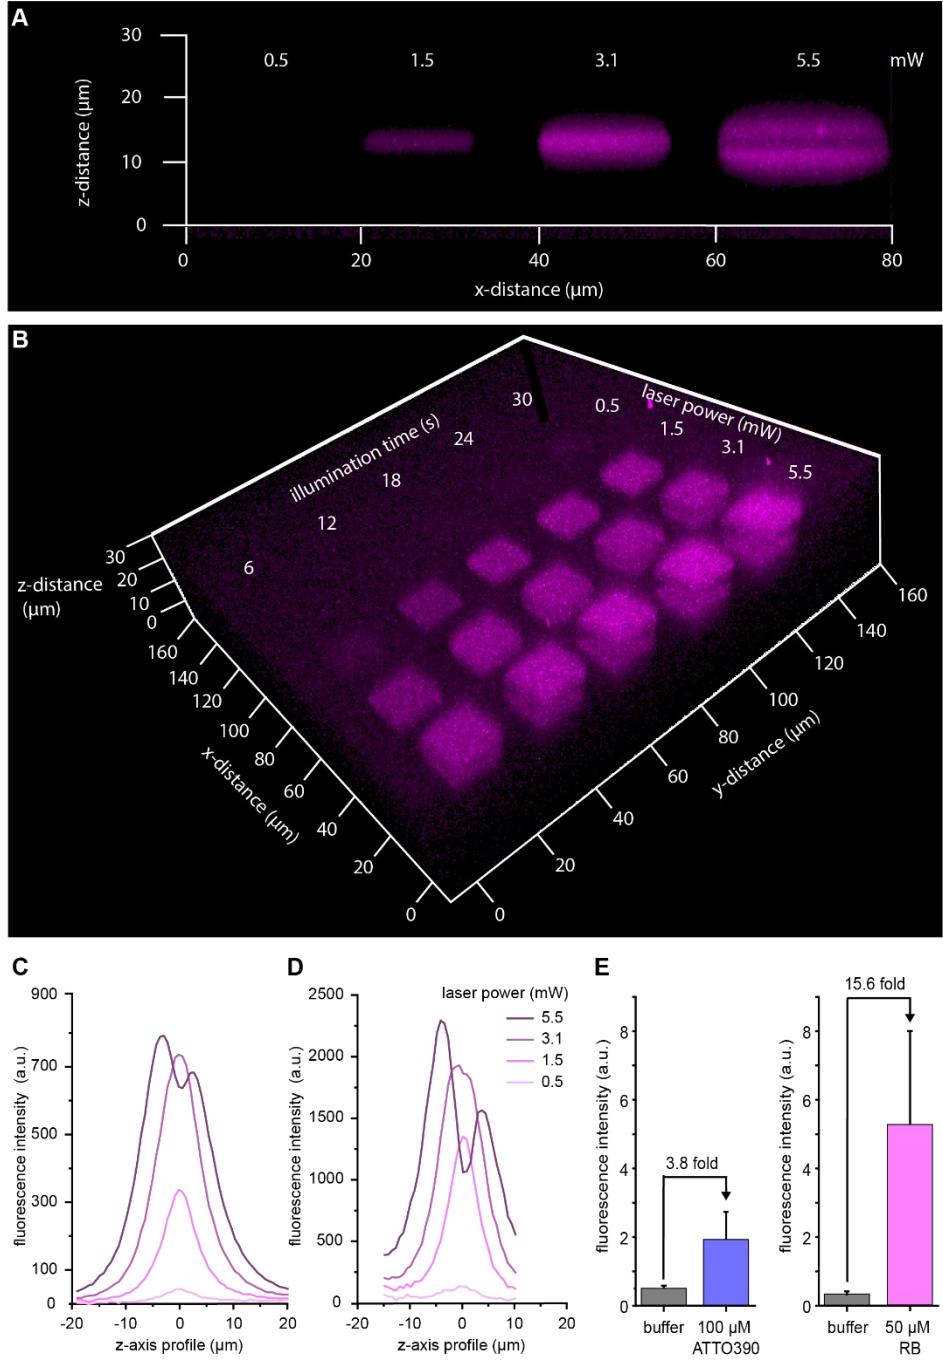 A
30
20
10
0
z-distance (µm)
0.5 1.5 3.1 5.5 mW
0 20 40 60 80
x-distance (µm)
B
illumination time (s)
6 12 18 24 30
laser power (mW)
0.5 1.5 3.1 5.5
z-distance
(µm)
30
20
10
0
160
140
120
100
80
60
40
20
0
x-distance (µm)
0
20
40
60
80
100
120
140
160
y-distance (µm)
C
900
700
500
300
100
0
fluorescence intensity (a.u.)
-20 -10 0 10 20
z-axis profile (µm)
D
2500
2000
1500
1000
500
0
fluorescence intensity (a.u.)
laser power (mW)
5.5
3.1
1.5
0.5
-20 -10 0 10 20
z-axis profile (µm)
E
8
6
4
2
0
fluorescence intensity (a.u.)
3.8 fold
buffer 100 µM
ATTO390
8
6
4
2
0
fluorescence intensity (a.u.)
15.6 fold
buffer 50 µM
RB